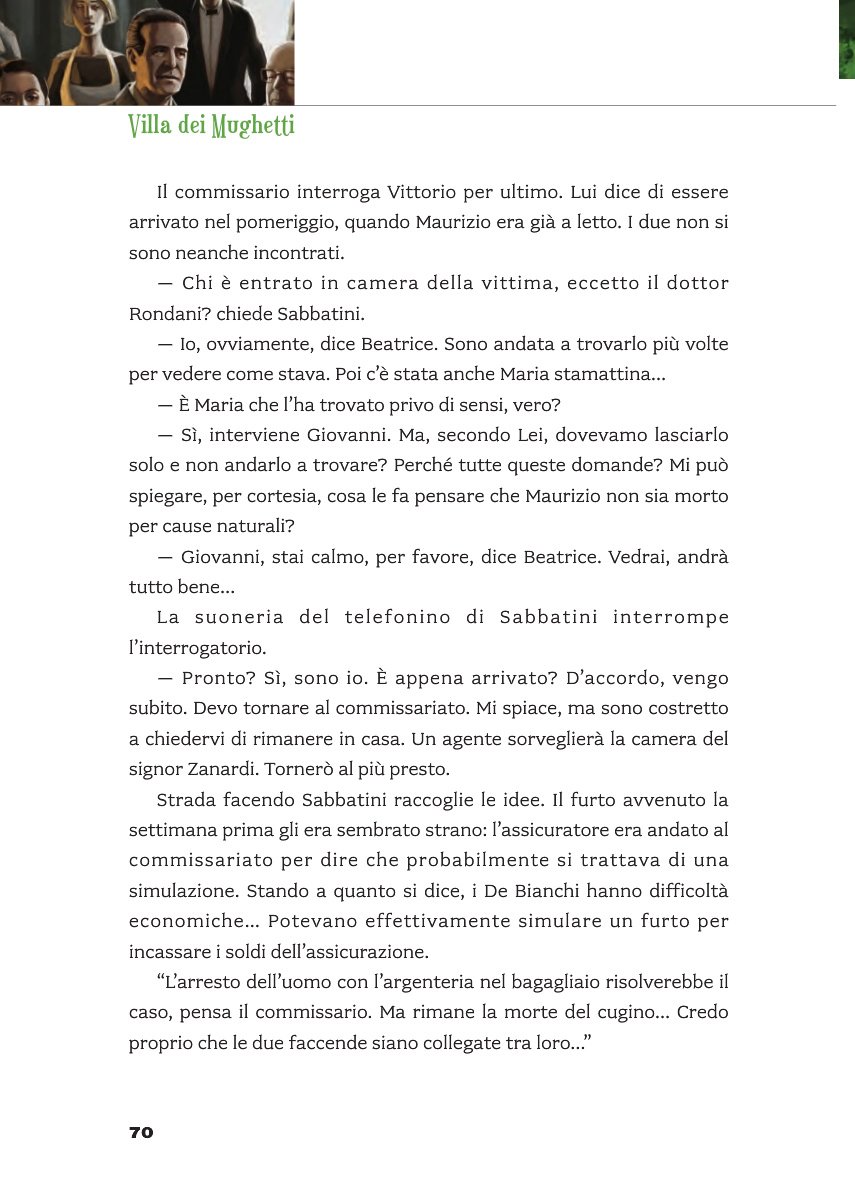 Villa dei Mughetti
Il commissario interroga Vittorio per ultimo. Lui dice di essere
arrivato nel pomeriggio, quando Maurizio era già a letto. I due non si
sono neanche incontrati.
— Chi è entrato in camera della vittima, eccetto il dottor
Rondani? chiede Sabbatini.
— Io, ovviamente, dice Beatrice. Sono andata a trovarlo più volte
per vedere come stava. Poi c’è stata anche Maria stamattina...
— È Maria che l’ha trovato privo di sensi, vero?
— Sì, interviene Giovanni. Ma, secondo Lei, dovevamo lasciarlo
solo e non andarlo a trovare? Perché tutte queste domande? Mi può
spiegare, per cortesia, cosa le fa pensare che Maurizio non sia morto
per cause naturali?
— Giovanni, stai calmo, per favore, dice Beatrice. Vedrai, andrà
tutto bene...
La suoneria del telefonino di Sabbatini interrompe
l’interrogatorio.
— Pronto? Sì, sono io. È appena arrivato? D’accordo, vengo
subito. Devo tornare al commissariato. Mi spiace, ma sono costretto
a chiedervi di rimanere in casa. Un agente sorveglierà la camera del
signor Zanardi. Tornerò al più presto.
Strada facendo Sabbatini raccoglie le idee. Il furto avvenuto la
settimana prima gli era sembrato strano: l’assicuratore era andato al
commissariato per dire che probabilmente si trattava di una
simulazione. Stando a quanto si dice, i De Bianchi hanno difficoltà
economiche... Potevano effettivamente simulare un furto per
incassare i soldi dell’assicurazione.
“L’arresto dell’uomo con l’argenteria nel bagagliaio risolverebbe il
caso, pensa il commissario. Ma rimane la morte del cugino... Credo
proprio che le due faccende siano collegate tra loro...”
70